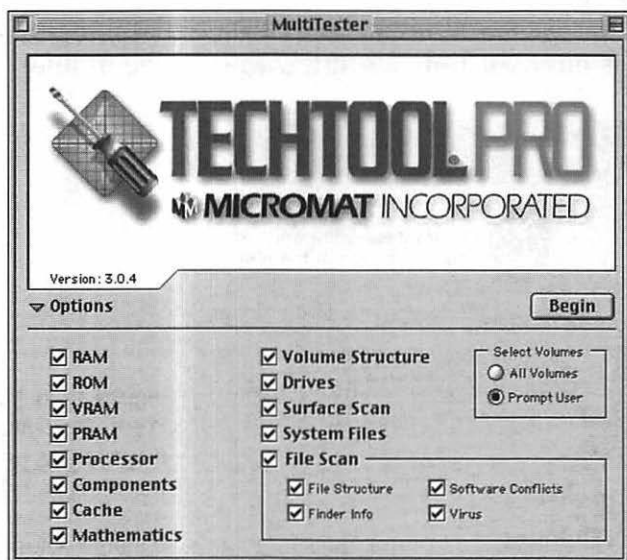 MultiTester
TECHTOOL® PRO
MICROMAT INCORPORATED
Version: 3.0.4
Options
Begin
RAM
ROM
VRAM
PRAM
Processor
Components
Cache
Mathematics
Volume Structure
Drives
Surface Scan
System Files
File Scan
File Structure
Software Conflicts
Finder Info
Virus
Select Volumes
All Volumes
Prompt User